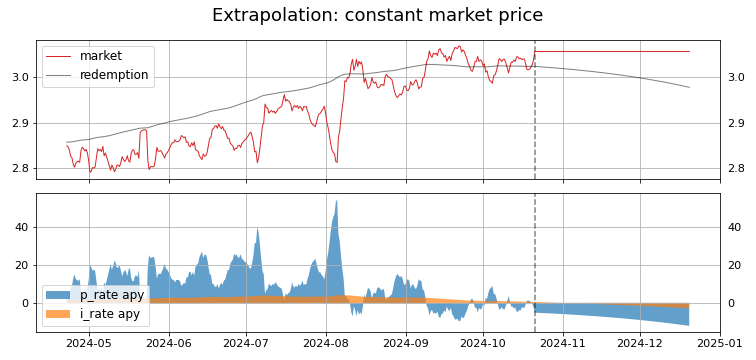 Extrapolation: constant market price
market
redemption
3.0
2.9
2.8
3.0
2.9
2.8
p_rate apy
i_rate apy
40
20
0
40
20
0
2024-05 2024-06 2024-07 2024-08 2024-09 2024-10 2024-11 2024-12 2025-01